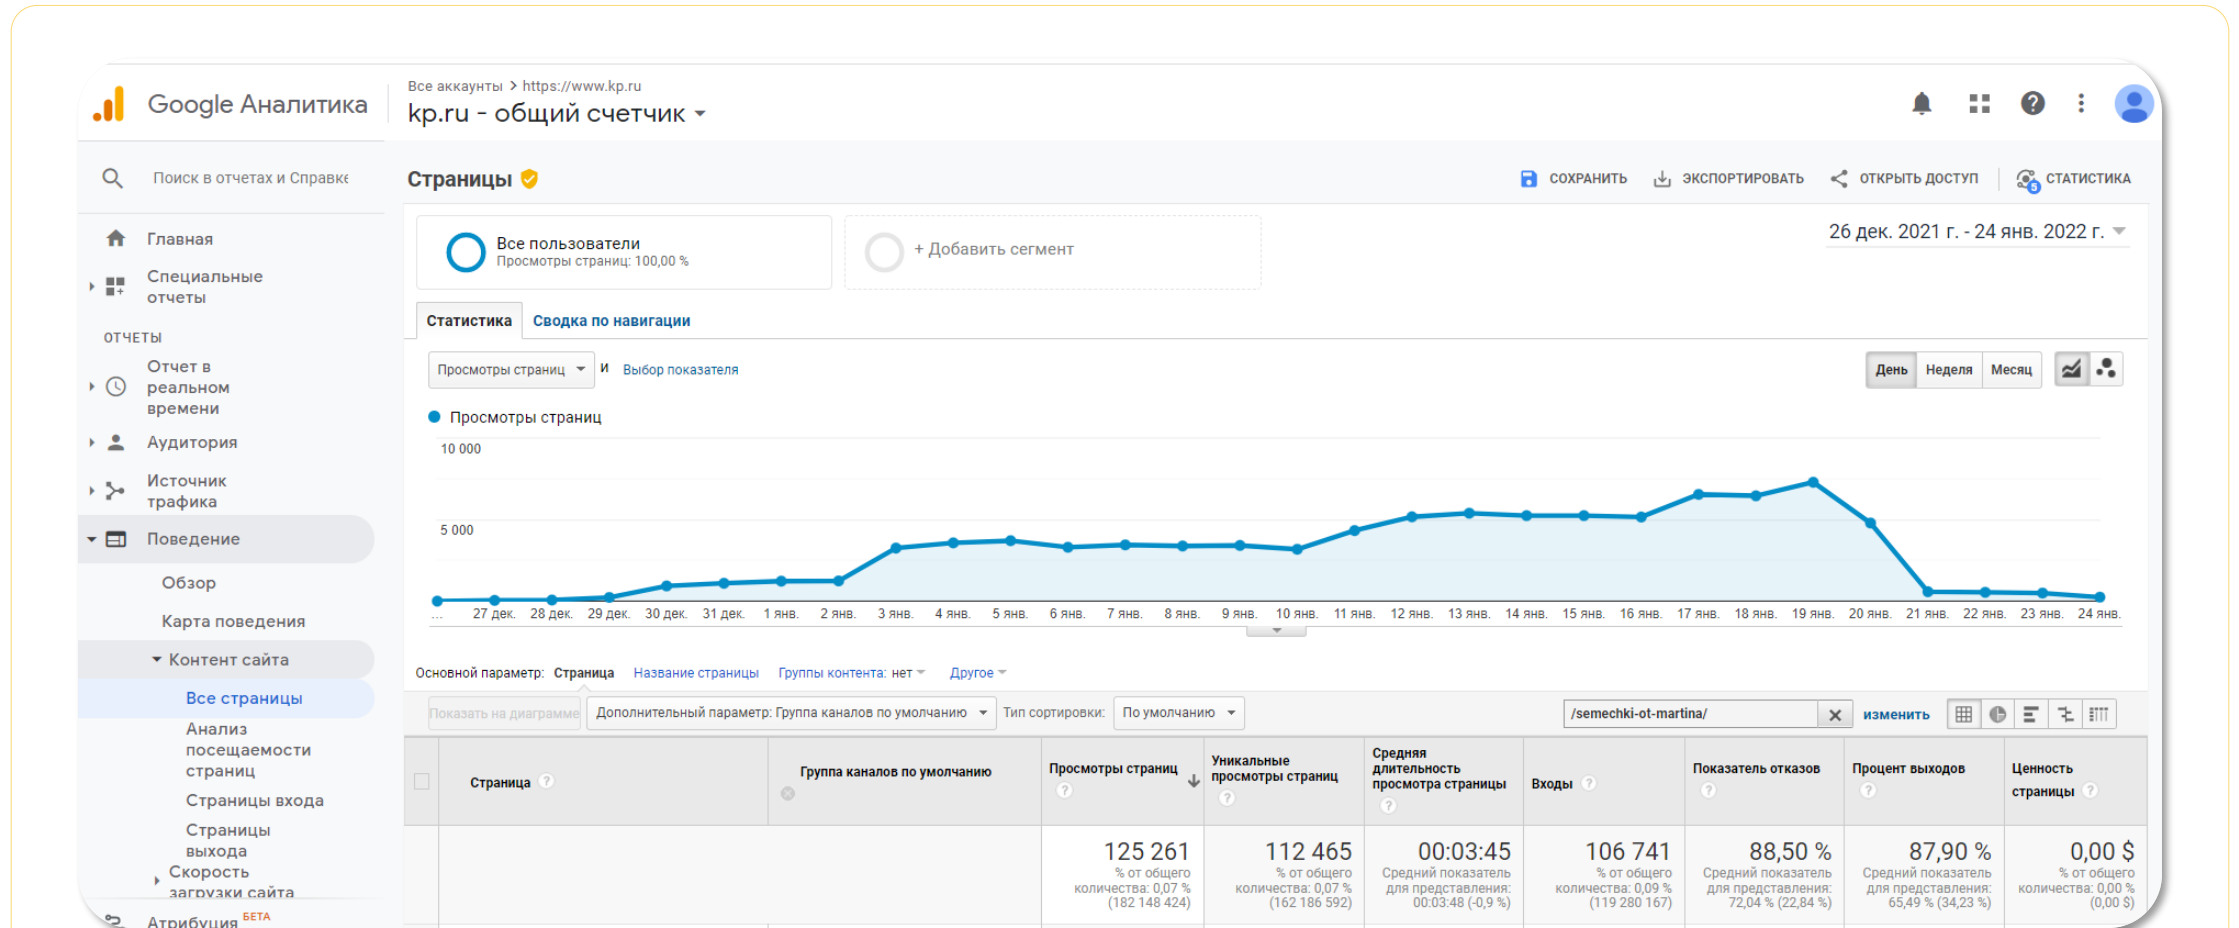 Google Аналитика
Все аккаунты > https://www.kp.ru
kp.ru - общий счетчик
Поиск в отчетах и Справке
Главная
Специальные
отчеты
ОТЧЕТЫ
Отчет в
реальном
времени
Аудитория
Источник
трафика
Поведение
Обзор
Карта поведения
Контент сайта
Все страницы
Анализ
посещаемости
страниц
Страницы входа
Страницы
выхода
Скорость
загрузки сайта
Атрибуция БЕТА
Страницы
СОХРАНИТЬ
ЭКСПОРТИРОВАТЬ
ОТКРЫТЬ ДОСТУП
5
СТАТИСТИКА
Все пользователи
Просмотры страниц: 100,00 %
+ Добавить сегмент
26 дек. 2021 г. - 24 янв. 2022 г.
Статистика
Сводка по навигации
Просмотры страниц и Выбор показателя
День Неделя Месяц
Просмотры страниц
10 000
5 000
... 27 дек. 28 дек. 29 дек. 30 дек. 31 дек. 1 янв. 2 янв. 3 янв. 4 янв. 5 янв. 6 янв. 7 янв. 8 янв. 9 янв. 10 янв. 11 янв. 12 янв. 13 янв. 14 янв. 15 янв. 16 янв. 17 янв. 18 янв. 19 янв. 20 янв. 21 янв. 22 янв. 23 янв. 24 янв.
Основной параметр: Страница Название страницы Группы контента: нет Другое
Показать на диаграмме Дополнительный параметр: Группа каналов по умолчанию Тип сортировки: По умолчанию /semechki-ot-martina/ изменить
Страница ?
Группа каналов по умолчанию
Просмотры страниц
?
Уникальные
просмотры страниц
?
Средняя
длительность
просмотра страницы
?
Входы ?
Показатель отказов
?
Процент выходов
?
Ценность
страницы ?
125 261
% от общего
количества: 0,07 %
(182 148 424)
112 465
% от общего
количества: 0,07 %
(162 186 592)
00:03:45
Средний показатель
для представления:
00:03:48 (-0,9 %)
106 741
% от общего
количества: 0,09 %
(119 280 167)
88,50 %
Средний показатель
для представления:
72,04 % (22,84 %)
87,90 %
Средний показатель
для представления:
65,49 % (34,23 %)
0,00 $
% от общего
количества: 0,00 %
(0,00 $)